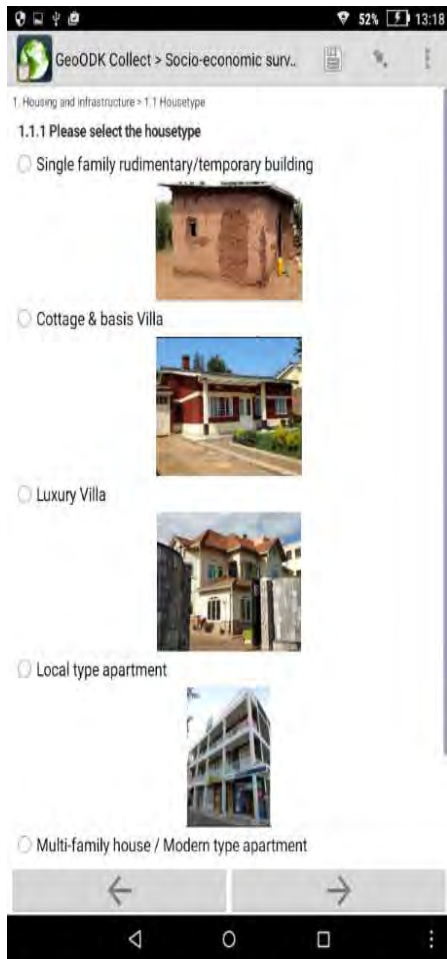 52% 13:18
GeoODK Collect > Socio-economic surv..
1. Housing and infrastructure > 1.1 Housetype
1.1.1 Please select the housetype
Single family rudimentary/temporary building
Cottage & basis Villa
Luxury Villa
Local type apartment
Multi-family house / Modern type apartment